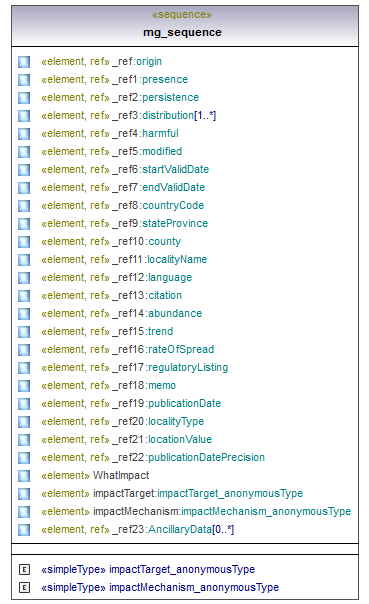 «sequence»
mg_sequence
«element, ref» _ref:origin
«element, ref» _ref1:presence
«element, ref» _ref2:persistence
«element, ref» _ref3:distribution[1..*]
«element, ref» _ref4:harmful
«element, ref» _ref5:modified
«element, ref» _ref6:startValidDate
«element, ref» _ref7:endValidDate
«element, ref» _ref8:countryCode
«element, ref» _ref9:stateProvince
«element, ref» _ref10:county
«element, ref» _ref11:localityName
«element, ref» _ref12:language
«element, ref» _ref13:citation
«element, ref» _ref14:abundance
«element, ref» _ref15:trend
«element, ref» _ref16:rateOfSpread
«element, ref» _ref17:regulatoryListing
«element, ref» _ref18:memo
«element, ref» _ref19:publicationDate
«element, ref» _ref20:localityType
«element, ref» _ref21:locationValue
«element, ref» _ref22:publicationDatePrecision
«element» WhatImpact
«element» impactTarget:impactTarget_anonymousType
«element» impactMechanism:impactMechanism_anonymousType
«element, ref» _ref23:AncillaryData[0..*]
E «simpleType» impactTarget_anonymousType
E «simpleType» impactMechanism_anonymousType